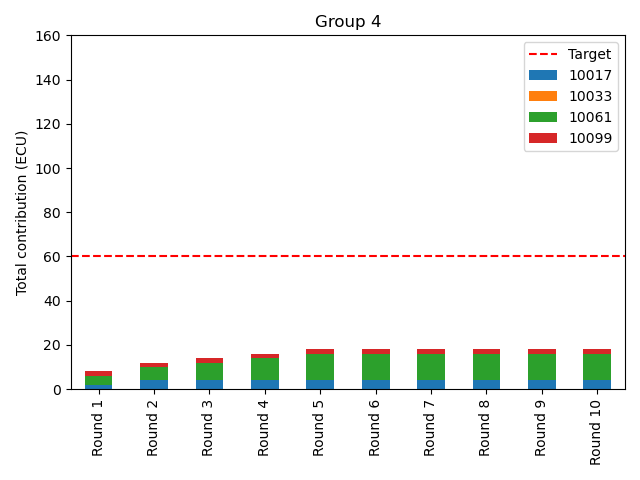 Group 4
Total contribution (ECU)
160
140
120
100
80
60
40
20
0
Target
10017
10033
10061
10099
Round 1
Round 2
Round 3
Round 4
Round 5
Round 6
Round 7
Round 8
Round 9
Round 10